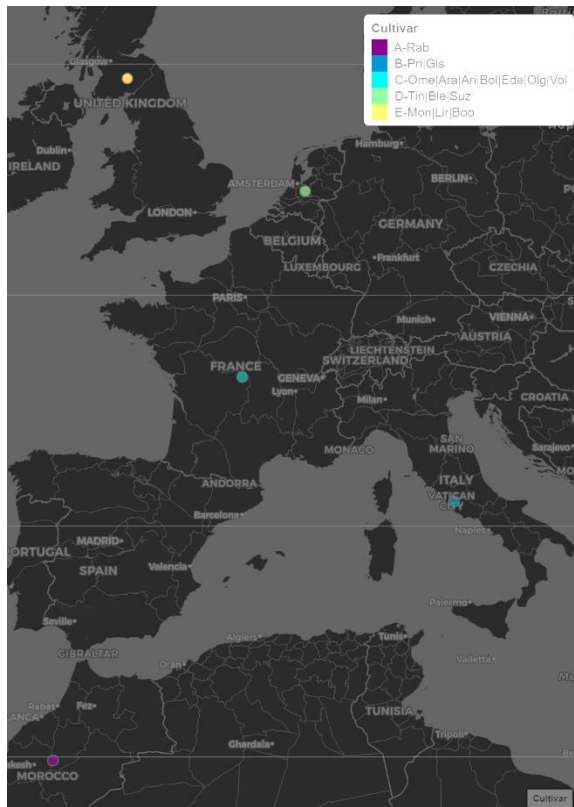 Cultivar
A-Rab
B-Pri|Gis
C-Ome|Ara|Ari|Bol|Ede|Olg|Vol
D-Tin|Ble|Suz
E-Mon|Lir|Boo
Glasgow
UNITED KINGDOM
Dublin
IRELAND
Hamburg
AMSTERDAM
BERLIN
LONDON
GERMANY
BELGIUM
Frankfurt
LUXEMBOURG
CZECHIA
PARIS
Munich
VIENNA
AUSTRIA
LIECHTENSTEIN
SWITZERLAND
FRANCE
GENEVA
Lyon
Milan
CROATIA
MONACO
SAN
MARINO
Sarajevo
ANDORRA
ITALY
VATICAN
CITY
Barcelona
Naples
MADRID
PORTUGAL
SPAIN
Valencia
Palermo
Seville
GIBRALTAR
Algiers
Tunis
Valletta
Oran
Rabat
Fez
LANCA
TUNISIA
Tripoli
Ghardaia
akesh
MOROCCO
Cultivar